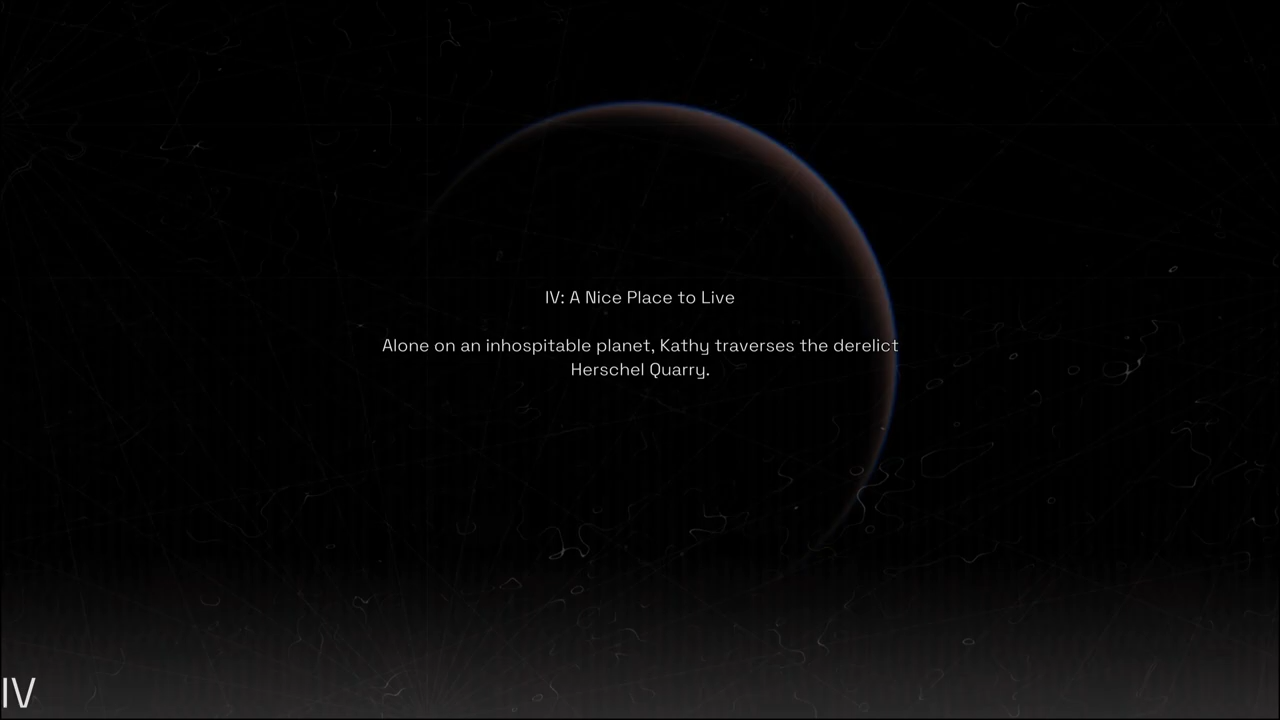 IV: A Nice Place to Live
Alone on an inhospitable planet, Kathy traverses the derelict
Herschel Quarry.
IV